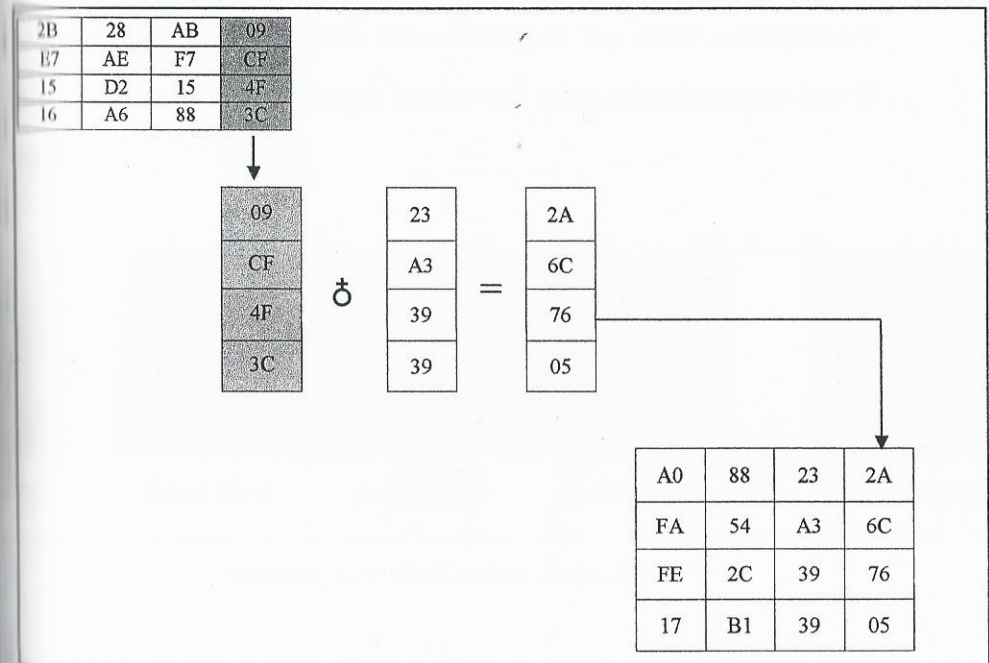 2B 28 AB 09
E7 AE F7 CF
15 D2 15 4F
16 A6 88 3C
09 23 2A
CF A3 6C
♁ =
4F 39 76
3C 39 05
A0 88 23 2A
FA 54 A3 6C
FE 2C 39 76
17 B1 39 05